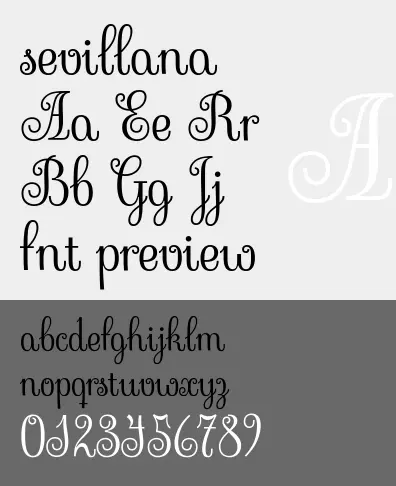 sevillana
Aa Ee Rr
A
Bb Gg Jj
fnt preview
abcdefghijklm
nopqrstuvwxyz
0123456789